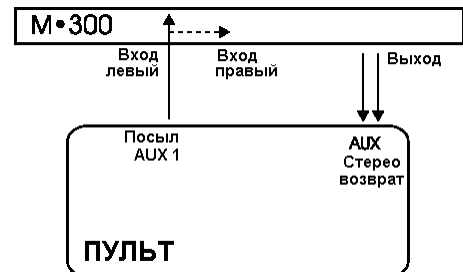 М•300
Вход
левый
Вход
правый
Выход
Посыл
AUX 1
AUX
Стерео
возврат
ПУЛЬТ